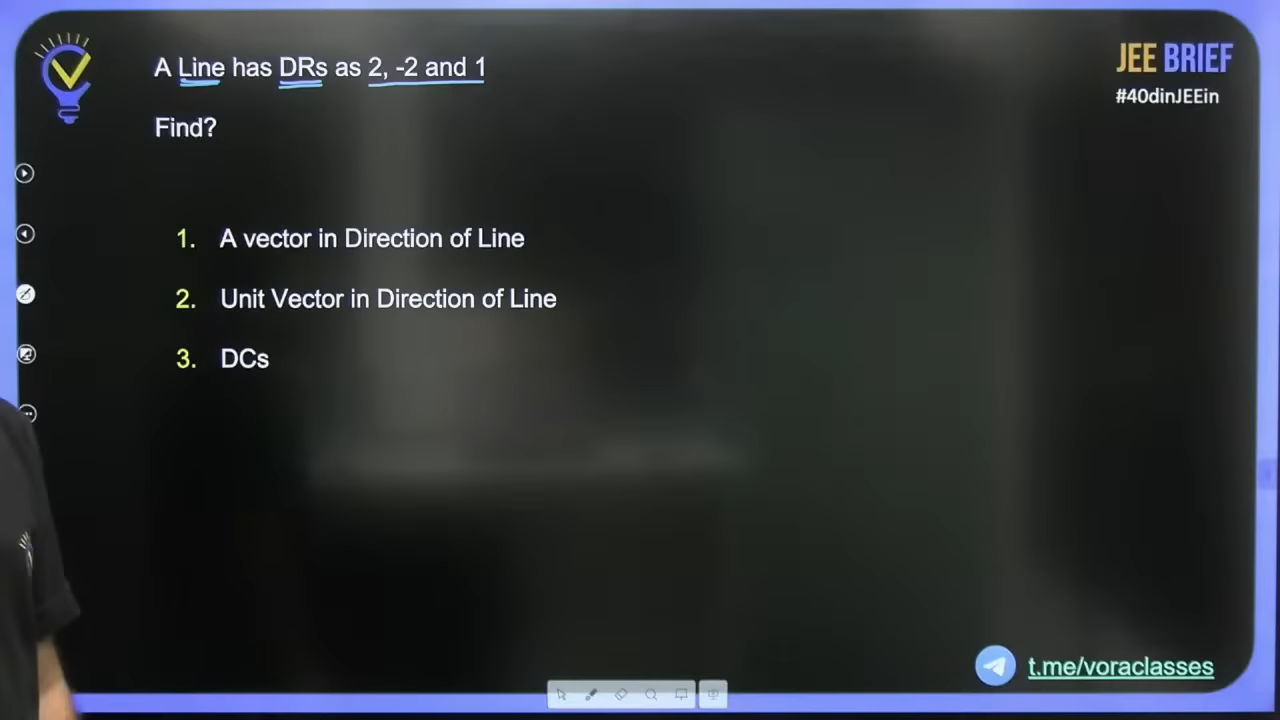 A Line has DRs as 2, -2 and 1
JEE BRIEF
#40dinJEEin
Find?
1. A vector in Direction of Line
2. Unit Vector in Direction of Line
3. DCs
t.me/voraclasses